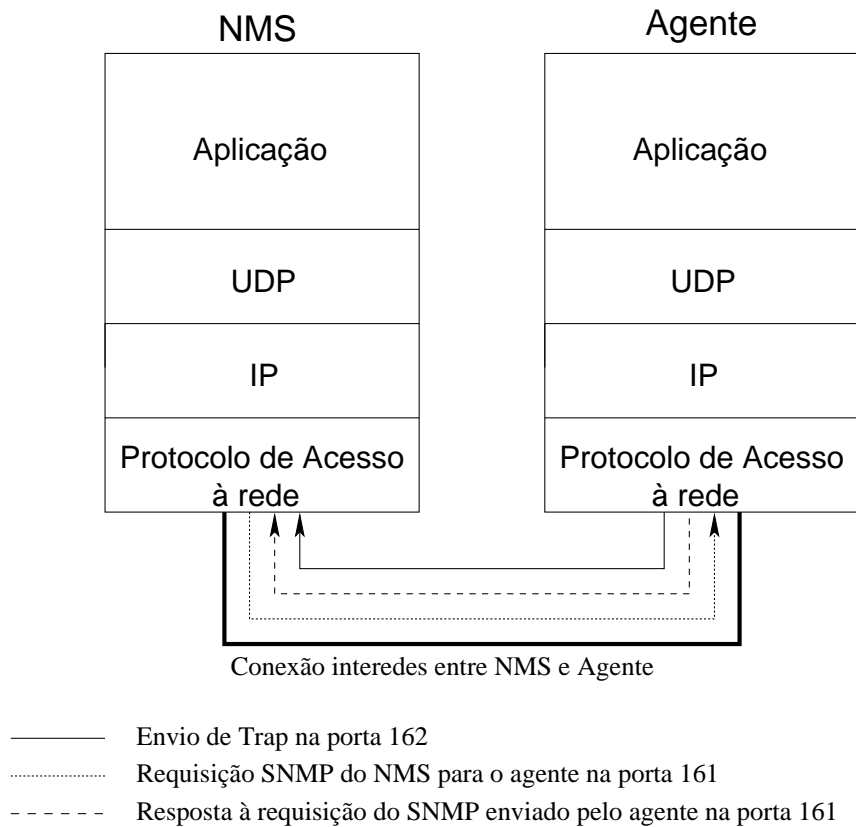 NMS
Agente
Aplicação
Aplicação
UDP
UDP
IP
IP
Protocolo de Acesso
à rede
Protocolo de Acesso
à rede
Conexão interedes entre NMS e Agente
Envio de Trap na porta 162
Requisição SNMP do NMS para o agente na porta 161
Resposta à requisição do SNMP enviado pelo agente na porta 161